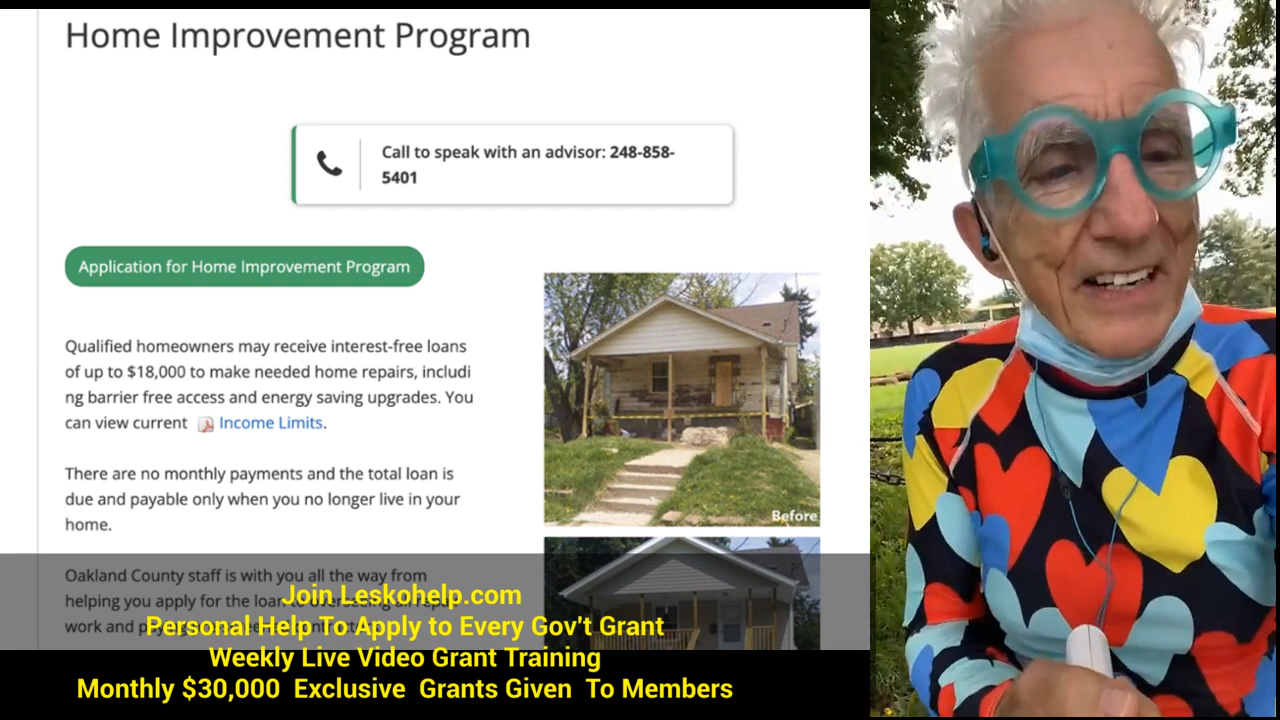 Home Improvement Program
Call to speak with an advisor: 248-858-
5401
Application for Home Improvement Program
Qualified homeowners may receive interest-free loans
of up to $18,000 to make needed home repairs, includi
ng barrier free access and energy saving upgrades. You
can view current Income Limits.
There are no monthly payments and the total loan is
due and payable only when you no longer live in your
home.
Before
Oakland County staff is with you all the way from
helping you apply for the loan to overseeing all
work and
Join Leskohelp.com
Personal Help To Apply to Every Gov't Grant
Weekly Live Video Grant Training
Monthly $30,000 Exclusive Grants Given To Members